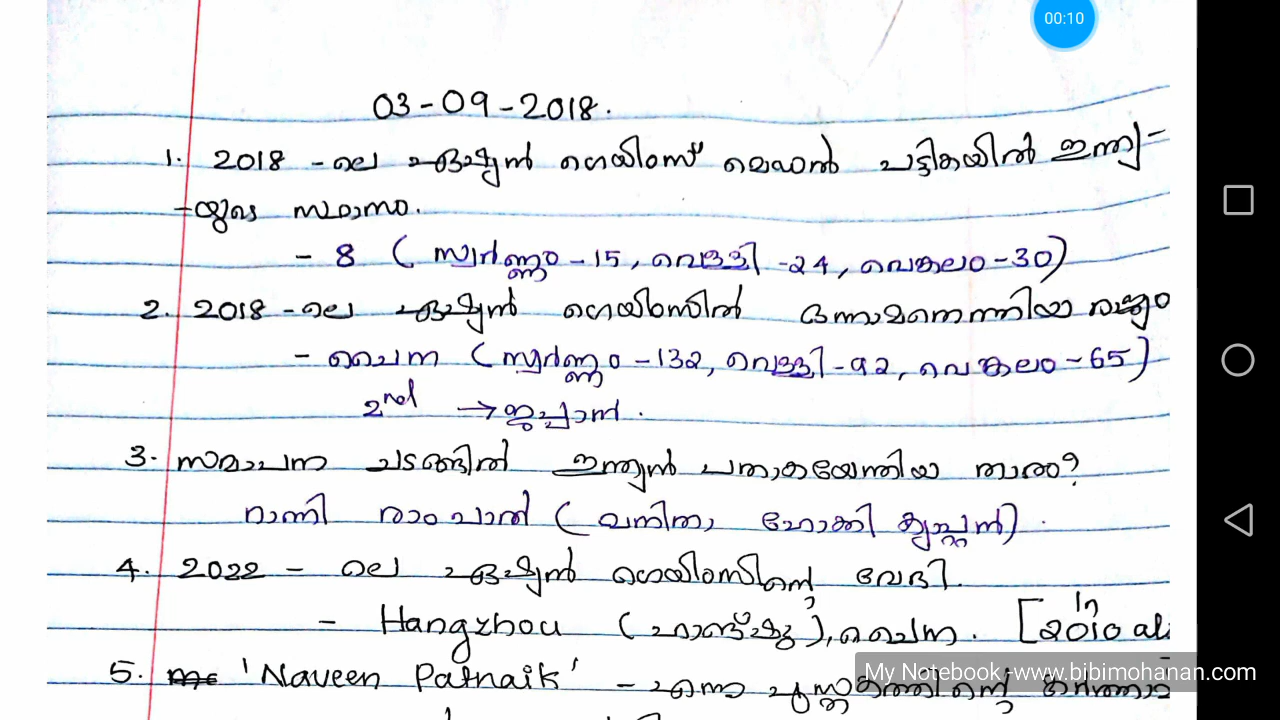 00:10
03-09-2018.
1. 2018 -ലെ ഏഷ്യൻ ഗെയിംസ് മെഡൽ പട്ടികയിൽ ഇന്ത്യ-
-യുടെ സ്ഥാനം.
- 8 ( സ്വർണ്ണം -15, വെള്ളി -24, വെങ്കലം -30)
2. 2018 -ലെ ഏഷ്യൻ ഗെയിംസിൽ ഒന്നാമതെത്തിയ രാജ്യം
- ചൈന (സ്വർണ്ണം -132, വെള്ളി -92, വെങ്കലം -65)
2nd → ജപ്പാൻ.
3. സമാപന ചടങ്ങിൽ ഇന്ത്യൻ പതാകയേന്തിയ താരം?
റാണി രാംപാൽ (വനിതാ ഹോക്കി ക്യാപ്റ്റൻ).
4. 2022 - ലെ ഏഷ്യൻ ഗെയിംസിന്റെ വേദി.
- Hangzhou (ഹാങ്ഷു), ചൈന. [In 2010 al
5. 'Naveen Patnaik' - എന്ന പുസ്തകത്തിന്റെ
My Notebook -www.bibimohanan.com